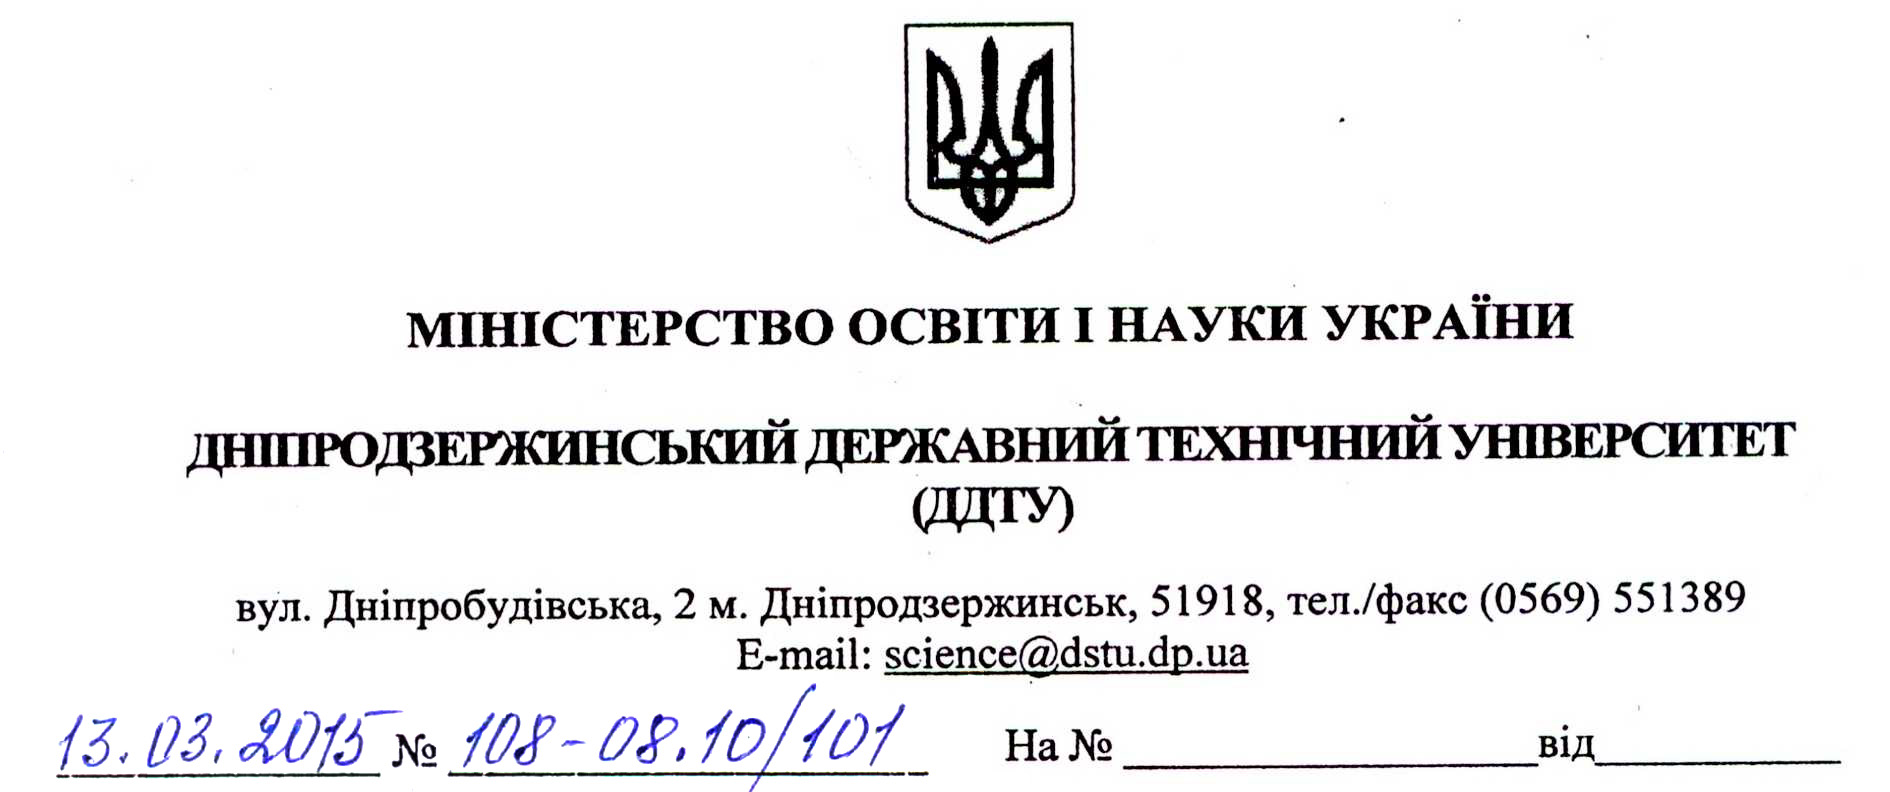 МІНІСТЕРСТВО ОСВІТИ І НАУКИ УКРАЇНИ
ДНІПРОДЗЕРЖИНСЬКИЙ ДЕРЖАВНИЙ ТЕХНІЧНИЙ УНІВЕРСИТЕТ
(ДДТУ)
вул. Дніпробудівська, 2 м. Дніпродзержинськ, 51918, тел./факс (0569) 551389
E-mail: science@dstu.dp.ua
13.03.2015 № 108-08.10/101 На № ____________ від ____________